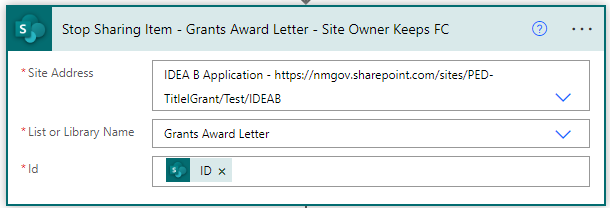 Stop Sharing Item - Grants Award Letter - Site Owner Keeps FC
* Site Address
IDEA B Application - https://nmgov.sharepoint.com/sites/PED-
TitleIGrant/Test/IDEAB
* List or Library Name
Grants Award Letter
* Id
ID ×